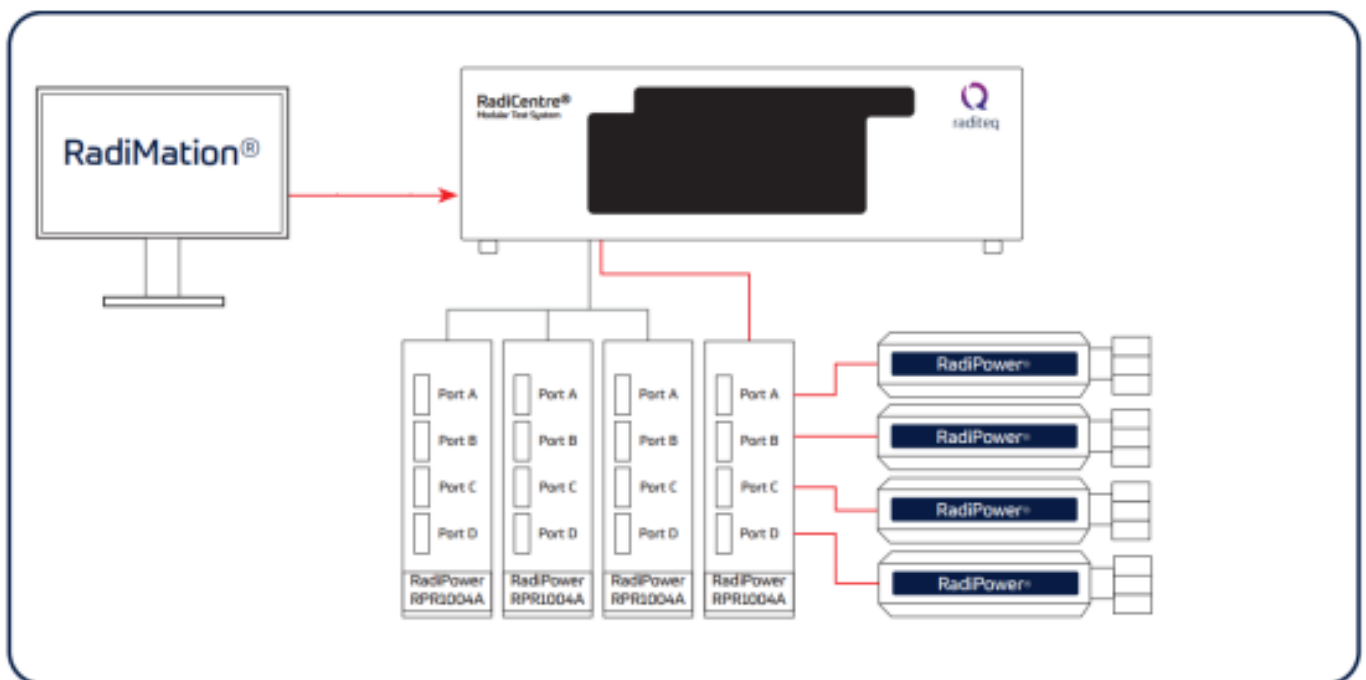 RadiMation®
RadiCentre®
Modular Test System
raditeq
Port A
Port B
Port C
Port D
RadiPower
RPR1004A
Port A
Port B
Port C
Port D
RadiPower
RPR1004A
Port A
Port B
Port C
Port D
RadiPower
RPR1004A
Port A
Port B
Port C
Port D
RadiPower
RPR1004A
RadiPower®
RadiPower®
RadiPower®
RadiPower®